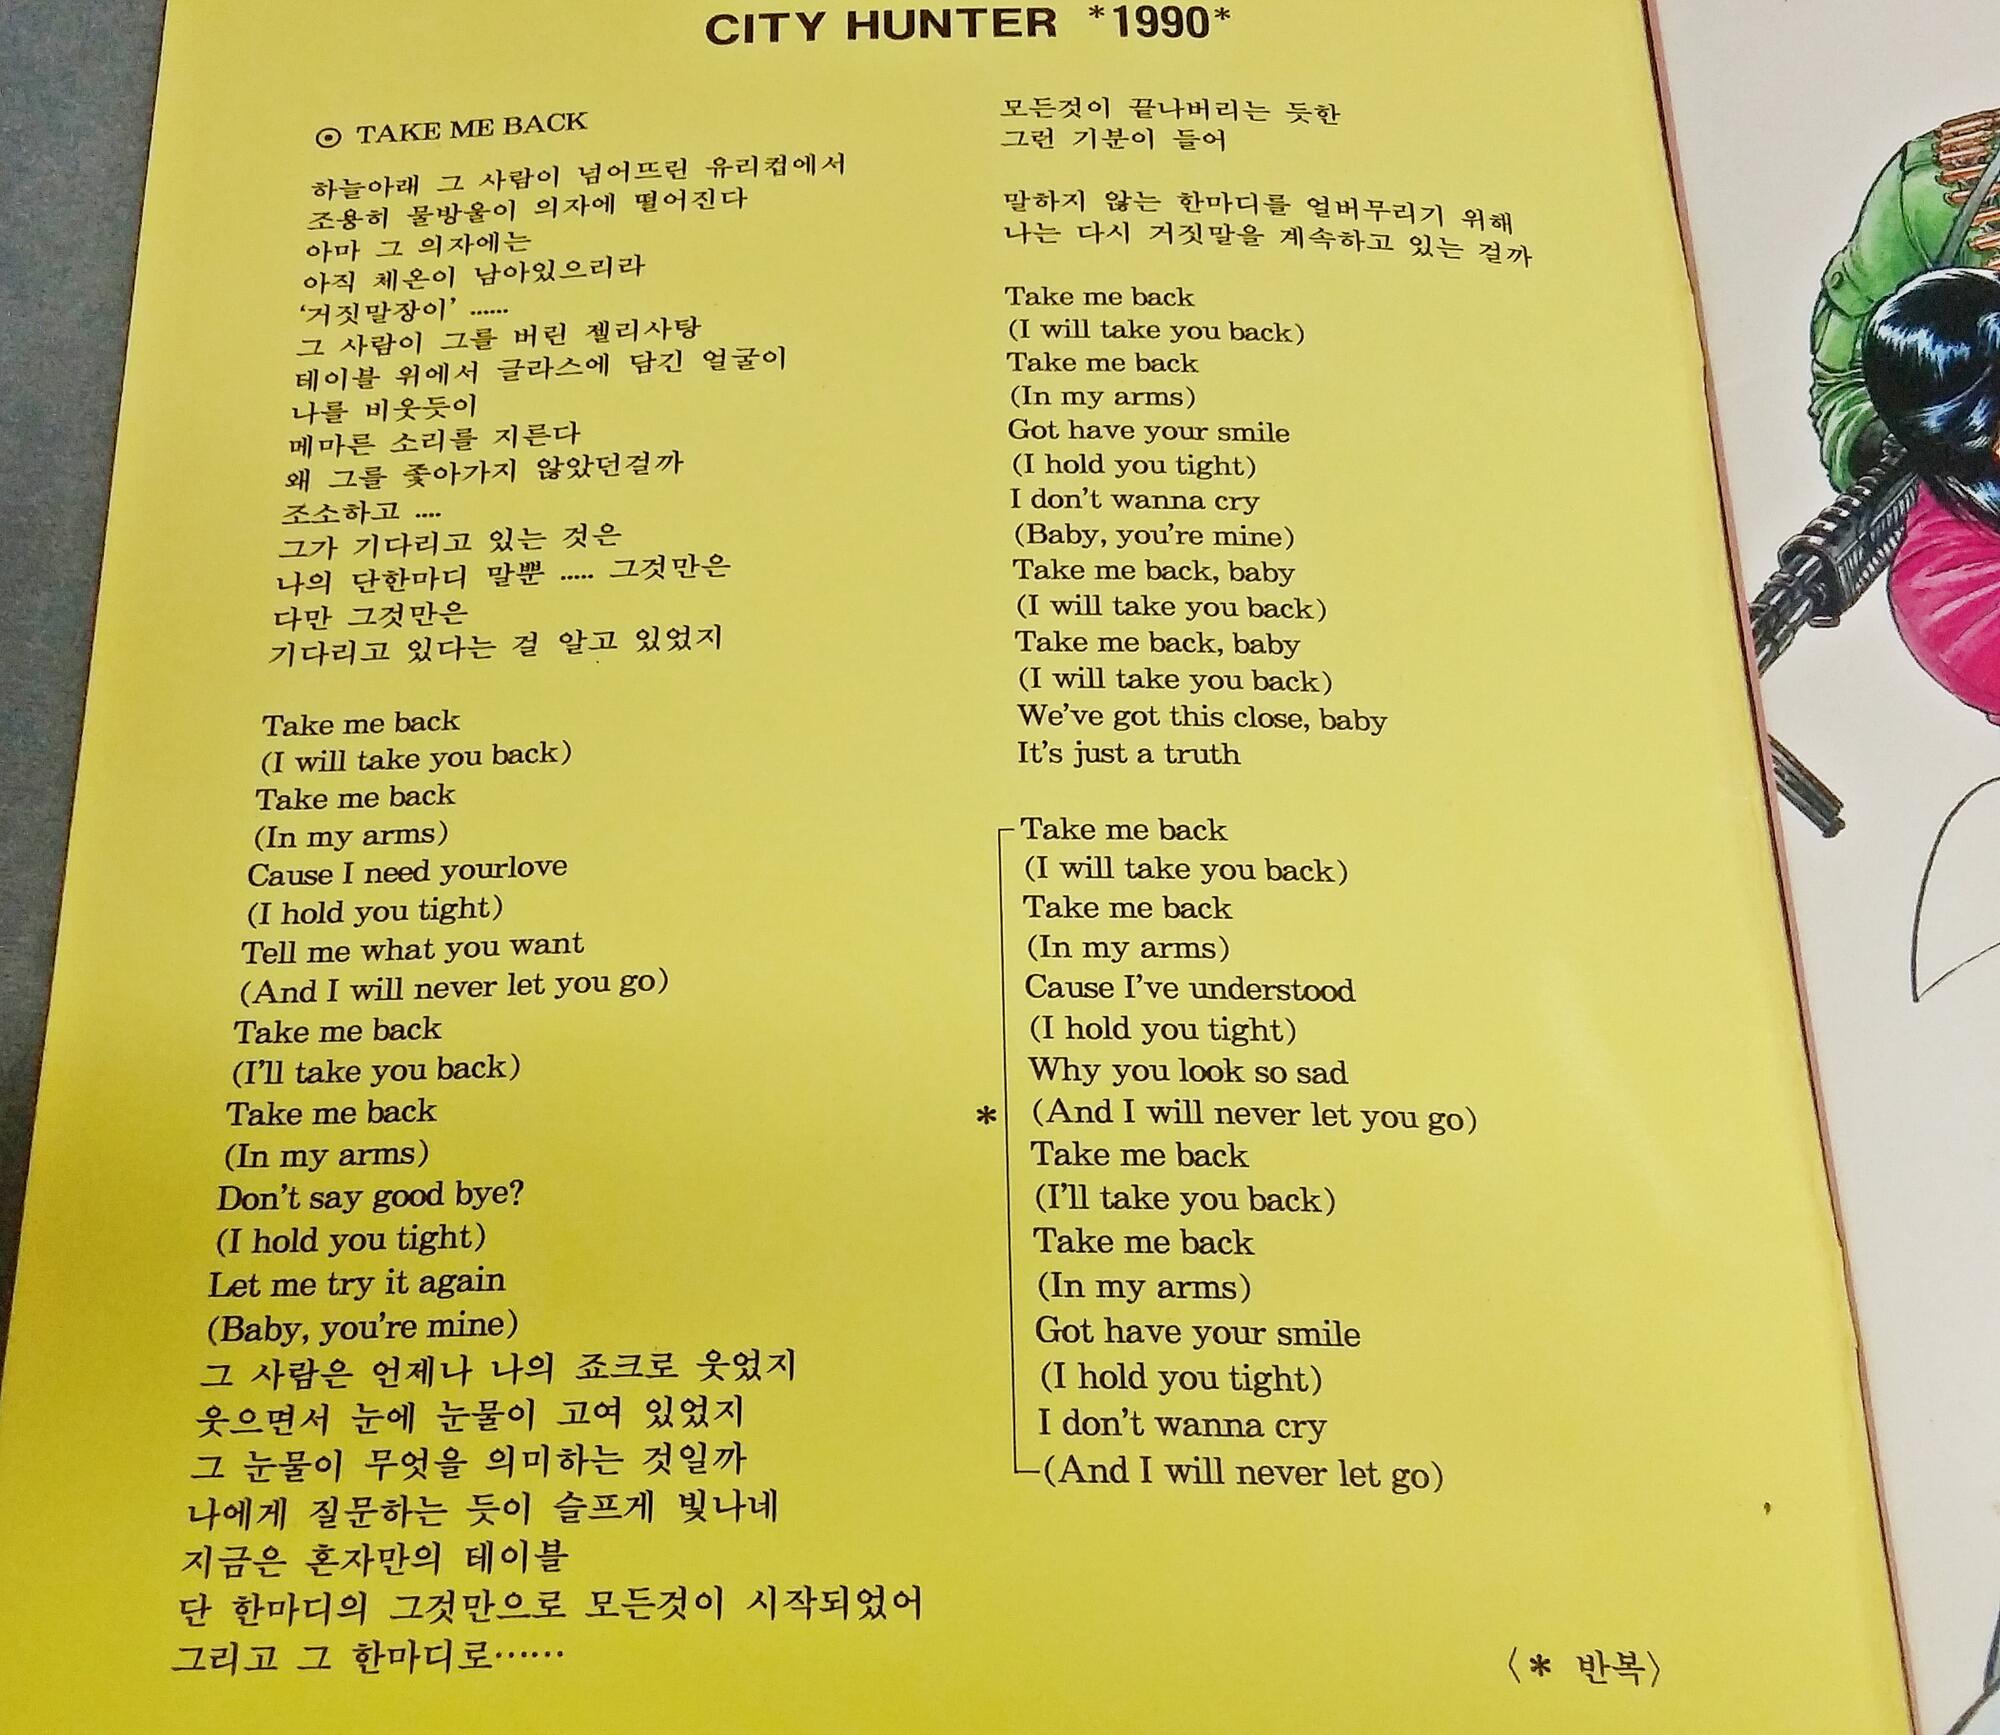 CITY HUNTER *1990*
⊙ TAKE ME BACK
하늘아래 그 사람이 넘어뜨린 유리컵에서
조용히 물방울이 의자에 떨어진다
아마 그 의자에는
아직 체온이 남아있으리라
‘거짓말장이’ ······
그 사람이 그를 버린 젤리사탕
테이블 위에서 글라스에 담긴 얼굴이
나를 비웃듯이
메마른 소리를 지른다
왜 그를 좇아가지 않았던걸까
조소하고 ····
그가 기다리고 있는 것은
나의 단한마디 말뿐 ····· 그것만은
다만 그것만은
기다리고 있다는 걸 알고 있었지
Take me back
(I will take you back)
Take me back
(In my arms)
Cause I need yourlove
(I hold you tight)
Tell me what you want
(And I will never let you go)
Take me back
(I'll take you back)
Take me back
(In my arms)
Don't say good bye?
(I hold you tight)
Let me try it again
(Baby, you're mine)
그 사람은 언제나 나의 죠크로 웃었지
웃으면서 눈에 눈물이 고여 있었지
그 눈물이 무엇을 의미하는 것일까
나에게 질문하는 듯이 슬프게 빛나네
지금은 혼자만의 테이블
단 한마디의 그것만으로 모든것이 시작되었어
그리고 그 한마디로······
모든것이 끝나버리는 듯한
그런 기분이 들어
말하지 않는 한마디를 얼버무리기 위해
나는 다시 거짓말을 계속하고 있는 걸까
Take me back
(I will take you back)
Take me back
(In my arms)
Got have your smile
(I hold you tight)
I don't wanna cry
(Baby, you're mine)
Take me back, baby
(I will take you back)
Take me back, baby
(I will take you back)
We've got this close, baby
It's just a truth
Take me back
(I will take you back)
Take me back
(In my arms)
Cause I've understood
(I hold you tight)
Why you look so sad
* (And I will never let you go)
Take me back
(I'll take you back)
Take me back
(In my arms)
Got have your smile
(I hold you tight)
I don't wanna cry
(And I will never let go)
〈* 반복〉